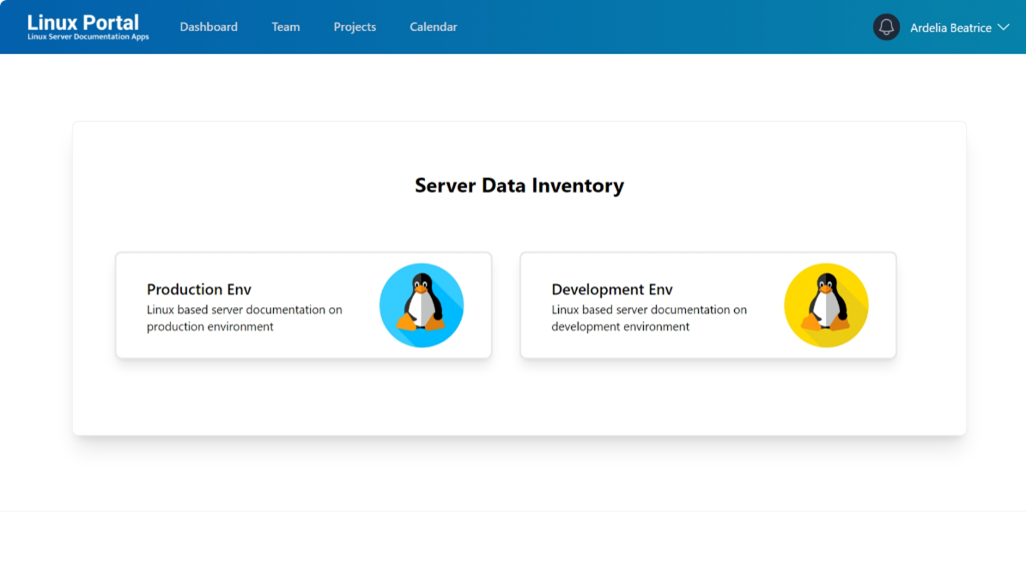 Linux Portal
Linux Server Documentation Apps
Dashboard
Team
Projects
Calendar
Ardelia Beatrice
Server Data Inventory
Production Env
Linux based server documentation on
production environment
Development Env
Linux based server documentation on
development environment